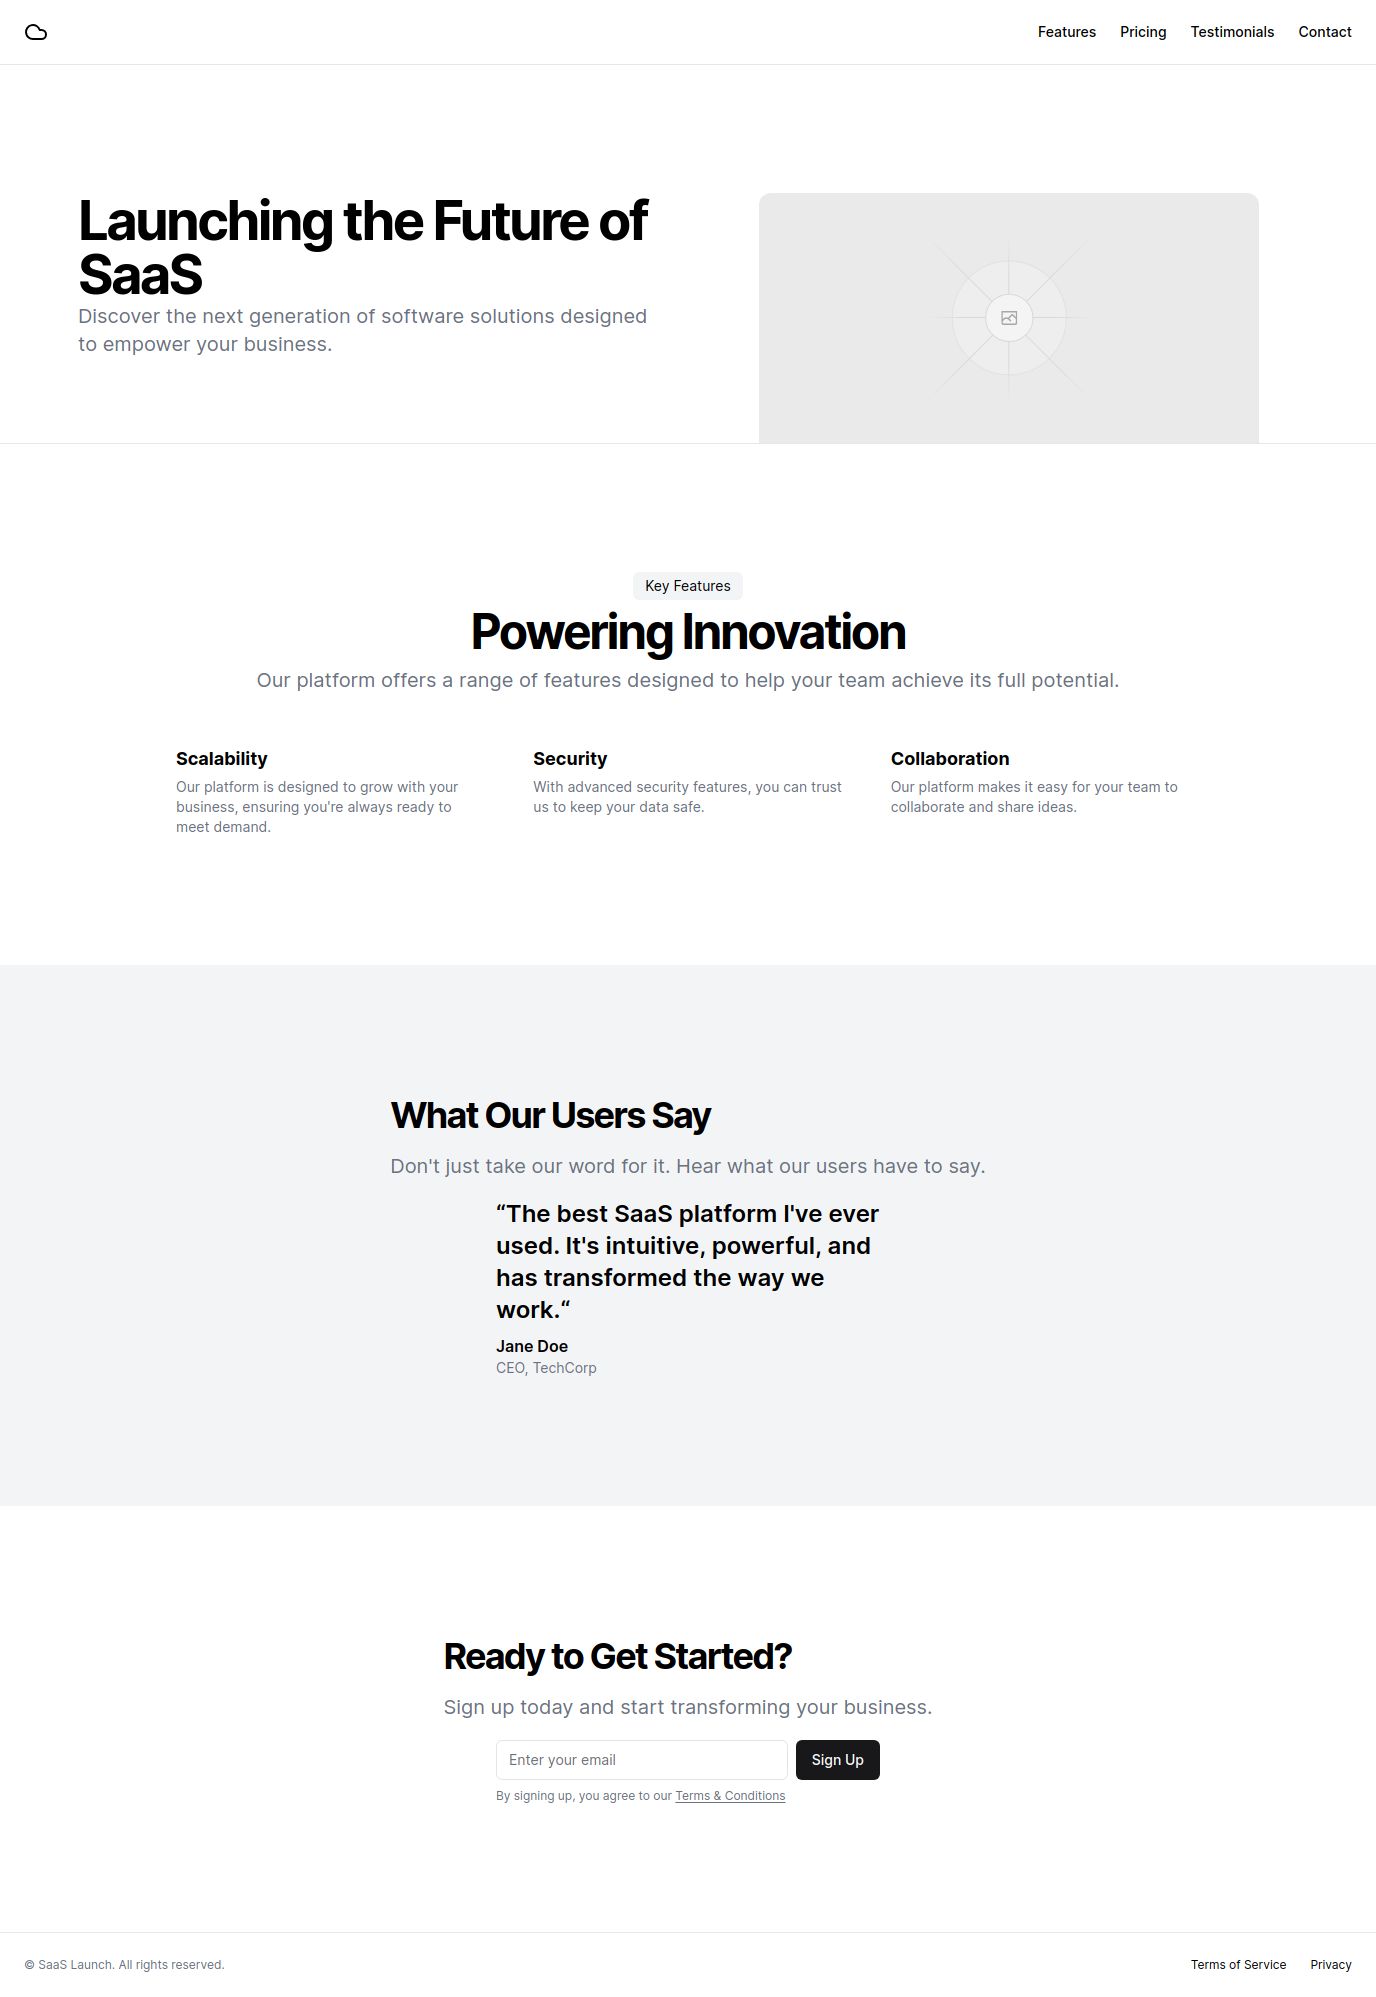 Features Pricing Testimonials Contact
Launching the Future of
SaaS
Discover the next generation of software solutions designed
to empower your business.
Key Features
Powering Innovation
Our platform offers a range of features designed to help your team achieve its full potential.
Scalability
Our platform is designed to grow with your
business, ensuring you're always ready to
meet demand.
Security
With advanced security features, you can trust
us to keep your data safe.
Collaboration
Our platform makes it easy for your team to
collaborate and share ideas.
What Our Users Say
Don't just take our word for it. Hear what our users have to say.
“The best SaaS platform I've ever
used. It's intuitive, powerful, and
has transformed the way we
work.“
Jane Doe
CEO, TechCorp
Ready to Get Started?
Sign up today and start transforming your business.
Enter your email
Sign Up
By signing up, you agree to our Terms & Conditions
© SaaS Launch. All rights reserved.
Terms of Service Privacy